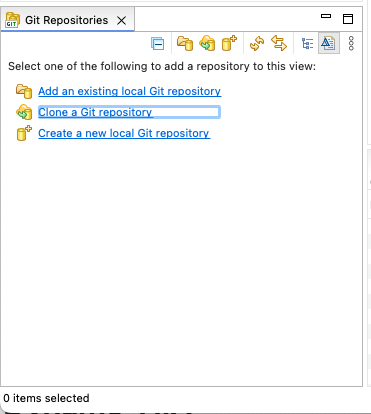 Git Repositories
Select one of the following to add a repository to this view:
Add an existing local Git repository
Clone a Git repository
Create a new local Git repository
0 items selected